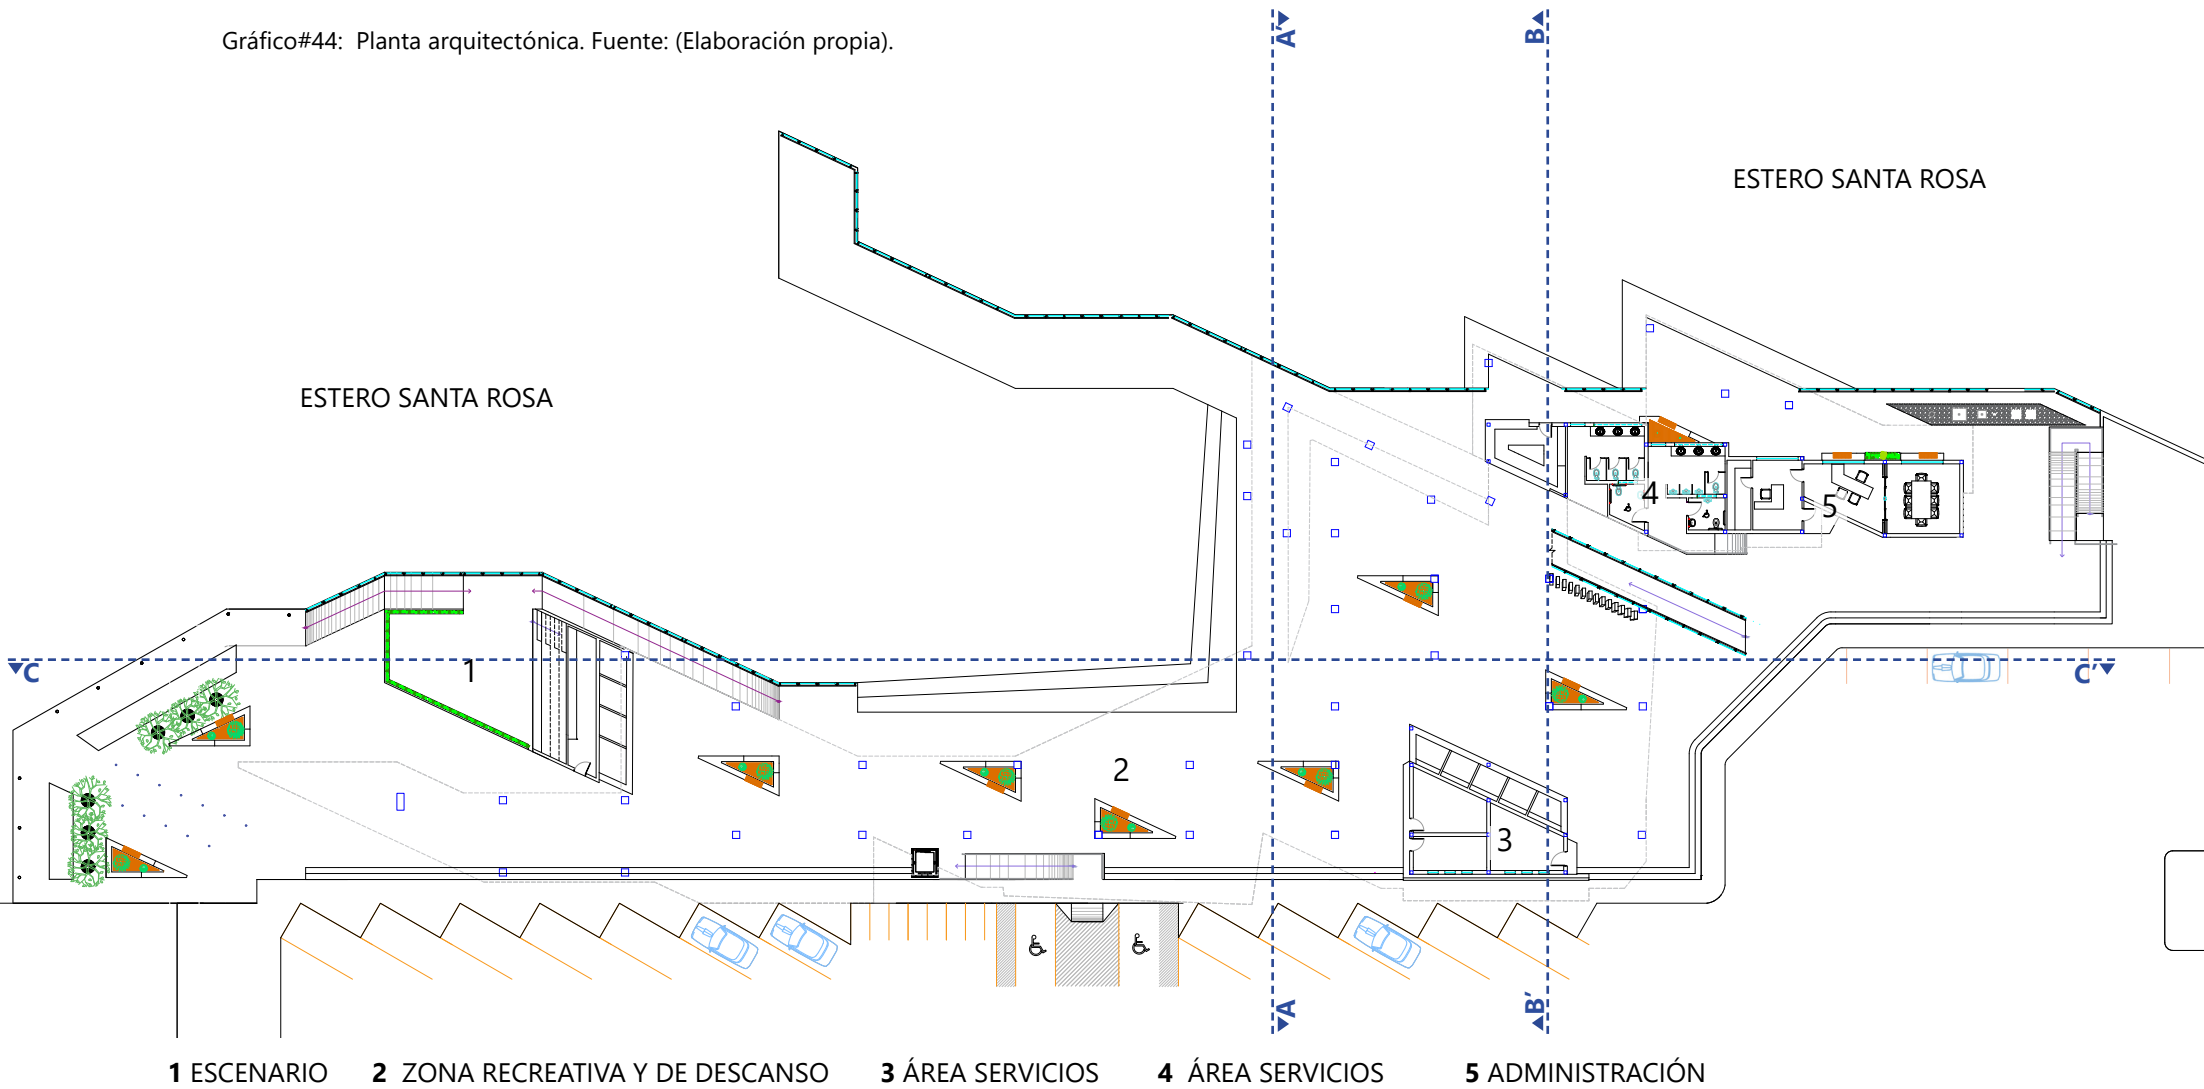 Gráfico#44: Planta arquitectónica. Fuente: (Elaboración propia).
A'
B
ESTERO SANTA ROSA
ESTERO SANTA ROSA
4
5
1
C
C'
2
3
A
B'
1 ESCENARIO 2 ZONA RECREATIVA Y DE DESCANSO 3 ÁREA SERVICIOS 4 ÁREA SERVICIOS 5 ADMINISTRACIÓN